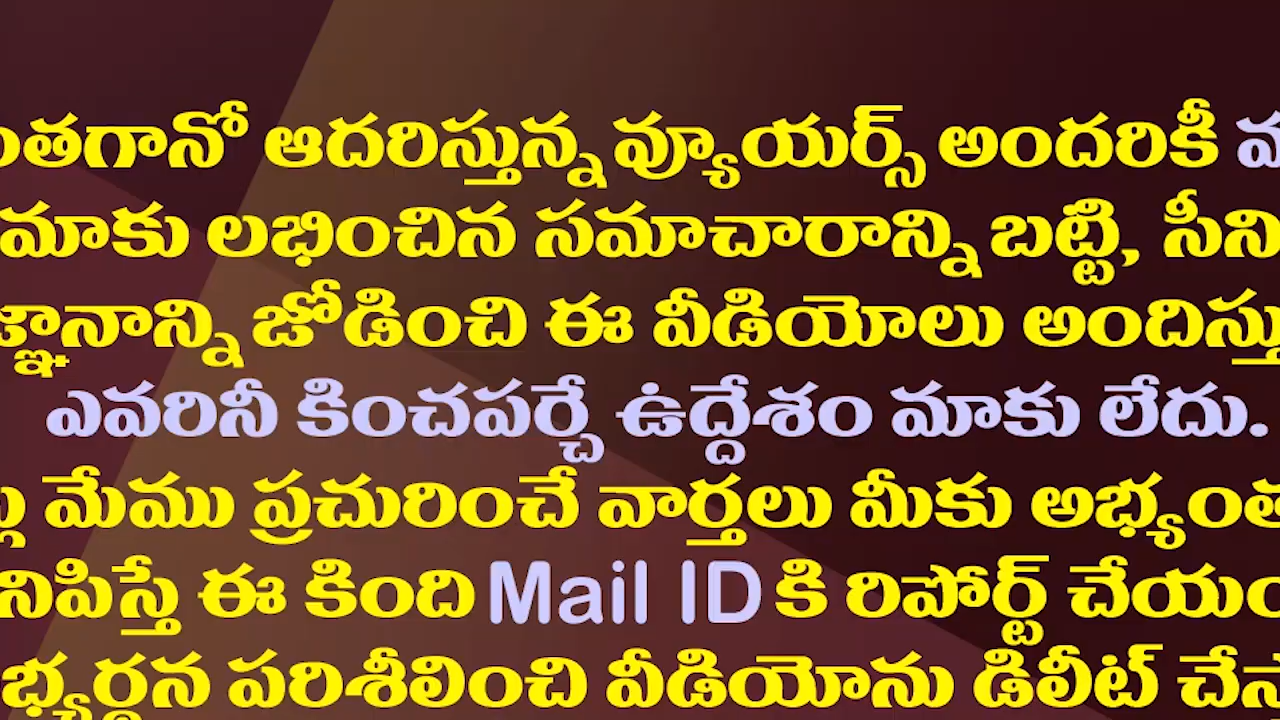 ంతగానో ఆదరిస్తున్న వ్యూయర్స్ అందరికీ
మాకు లభించిన సమాచారాన్ని బట్టి, సీని
జ్ఞానాన్ని జోడించి ఈ వీడియోలు అందిస్తు
ఎవరినీ కించపర్చే ఉద్దేశం మాకు లేదు.
మేము ప్రచురించే వార్తలు మీకు అభ్యంత
నిపిస్తే ఈ కింది Mail ID కి రిపోర్ట్ చేయం
భ్యర్థన పరిశీలించి వీడియోను డిలీట్ చేస